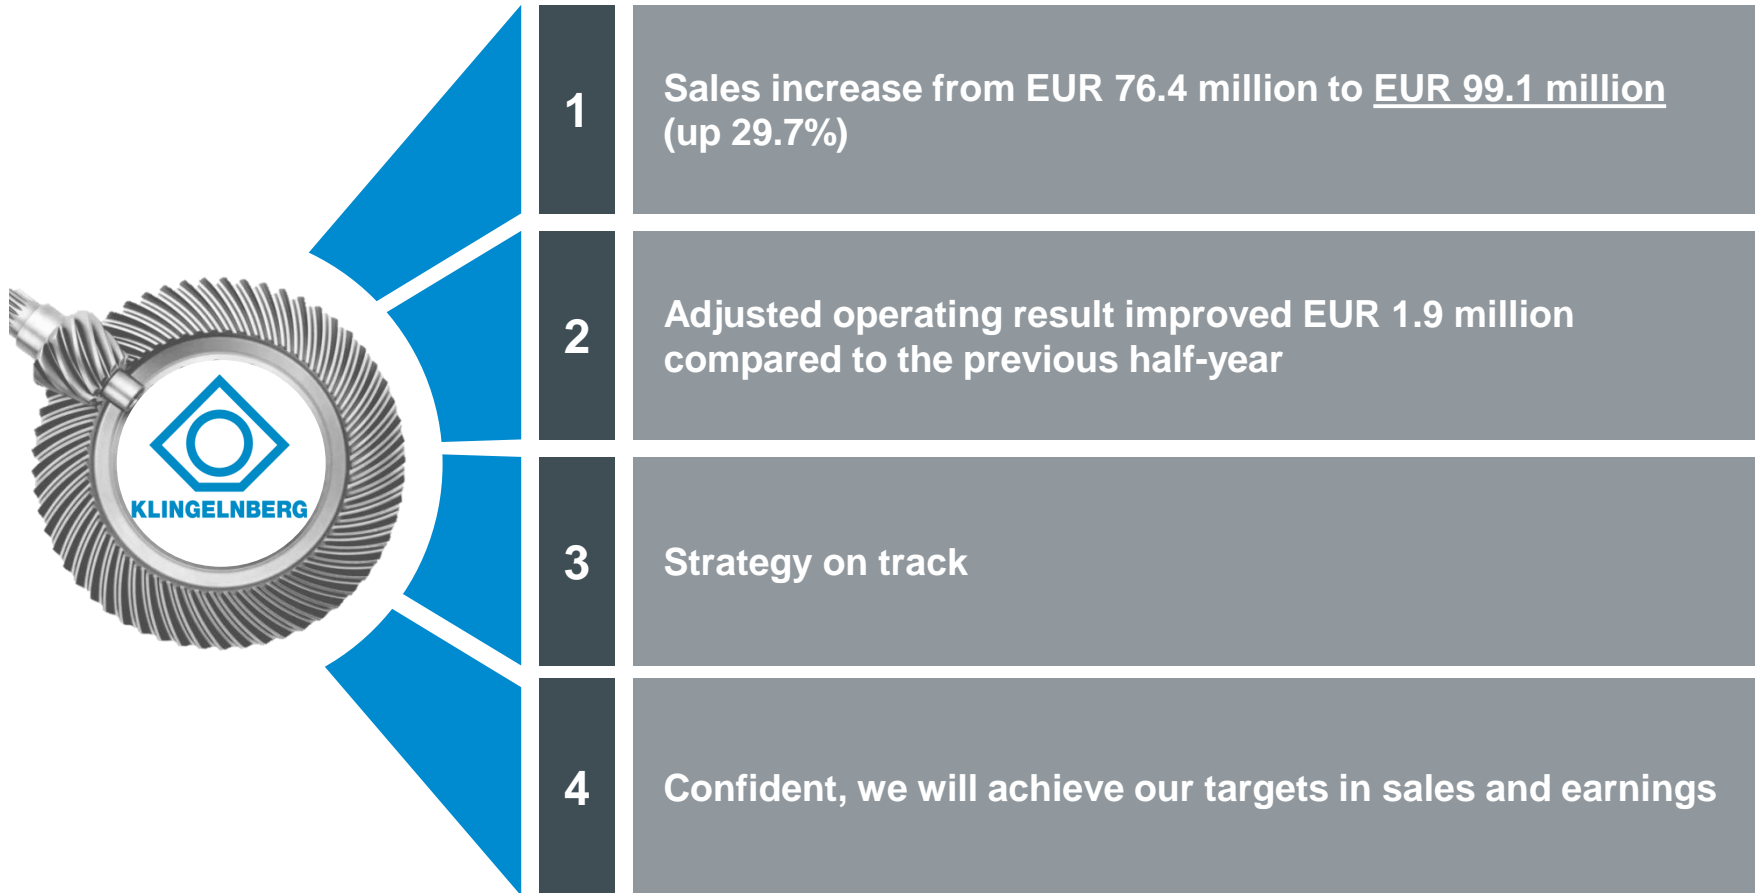 1
Sales increase from EUR 76.4 million to EUR 99.1 million
(up 29.7%)
2
Adjusted operating result improved EUR 1.9 million
compared to the previous half-year
KLINGELNBERG
3
Strategy on track
4
Confident, we will achieve our targets in sales and earnings